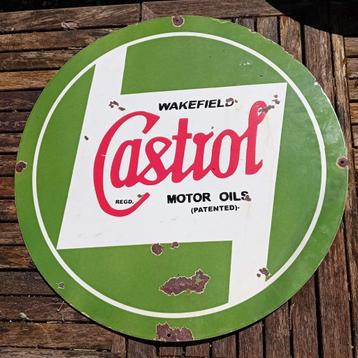 WAKEFIELD
Castrol
REGD. MOTOR OILS
(PATENTED)